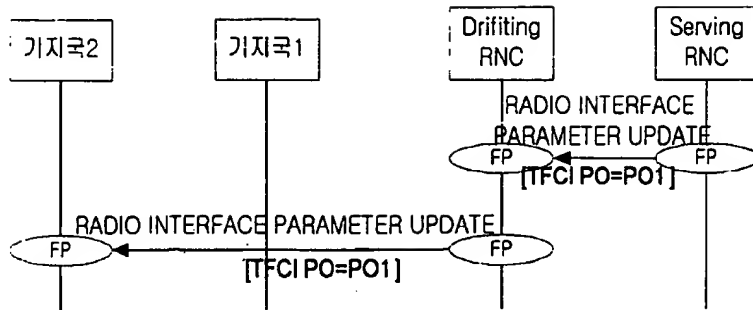 기지국2
기지국1
Drifiting
RNC
Serving
RNC
RADIO INTERFACE
PARAMETER UPDATE
FP
FP
[TFCI PO=PO1]
RADIO INTERFACE PARAMETER UPDATE
FP
FP
[TFCI PO=PO1]